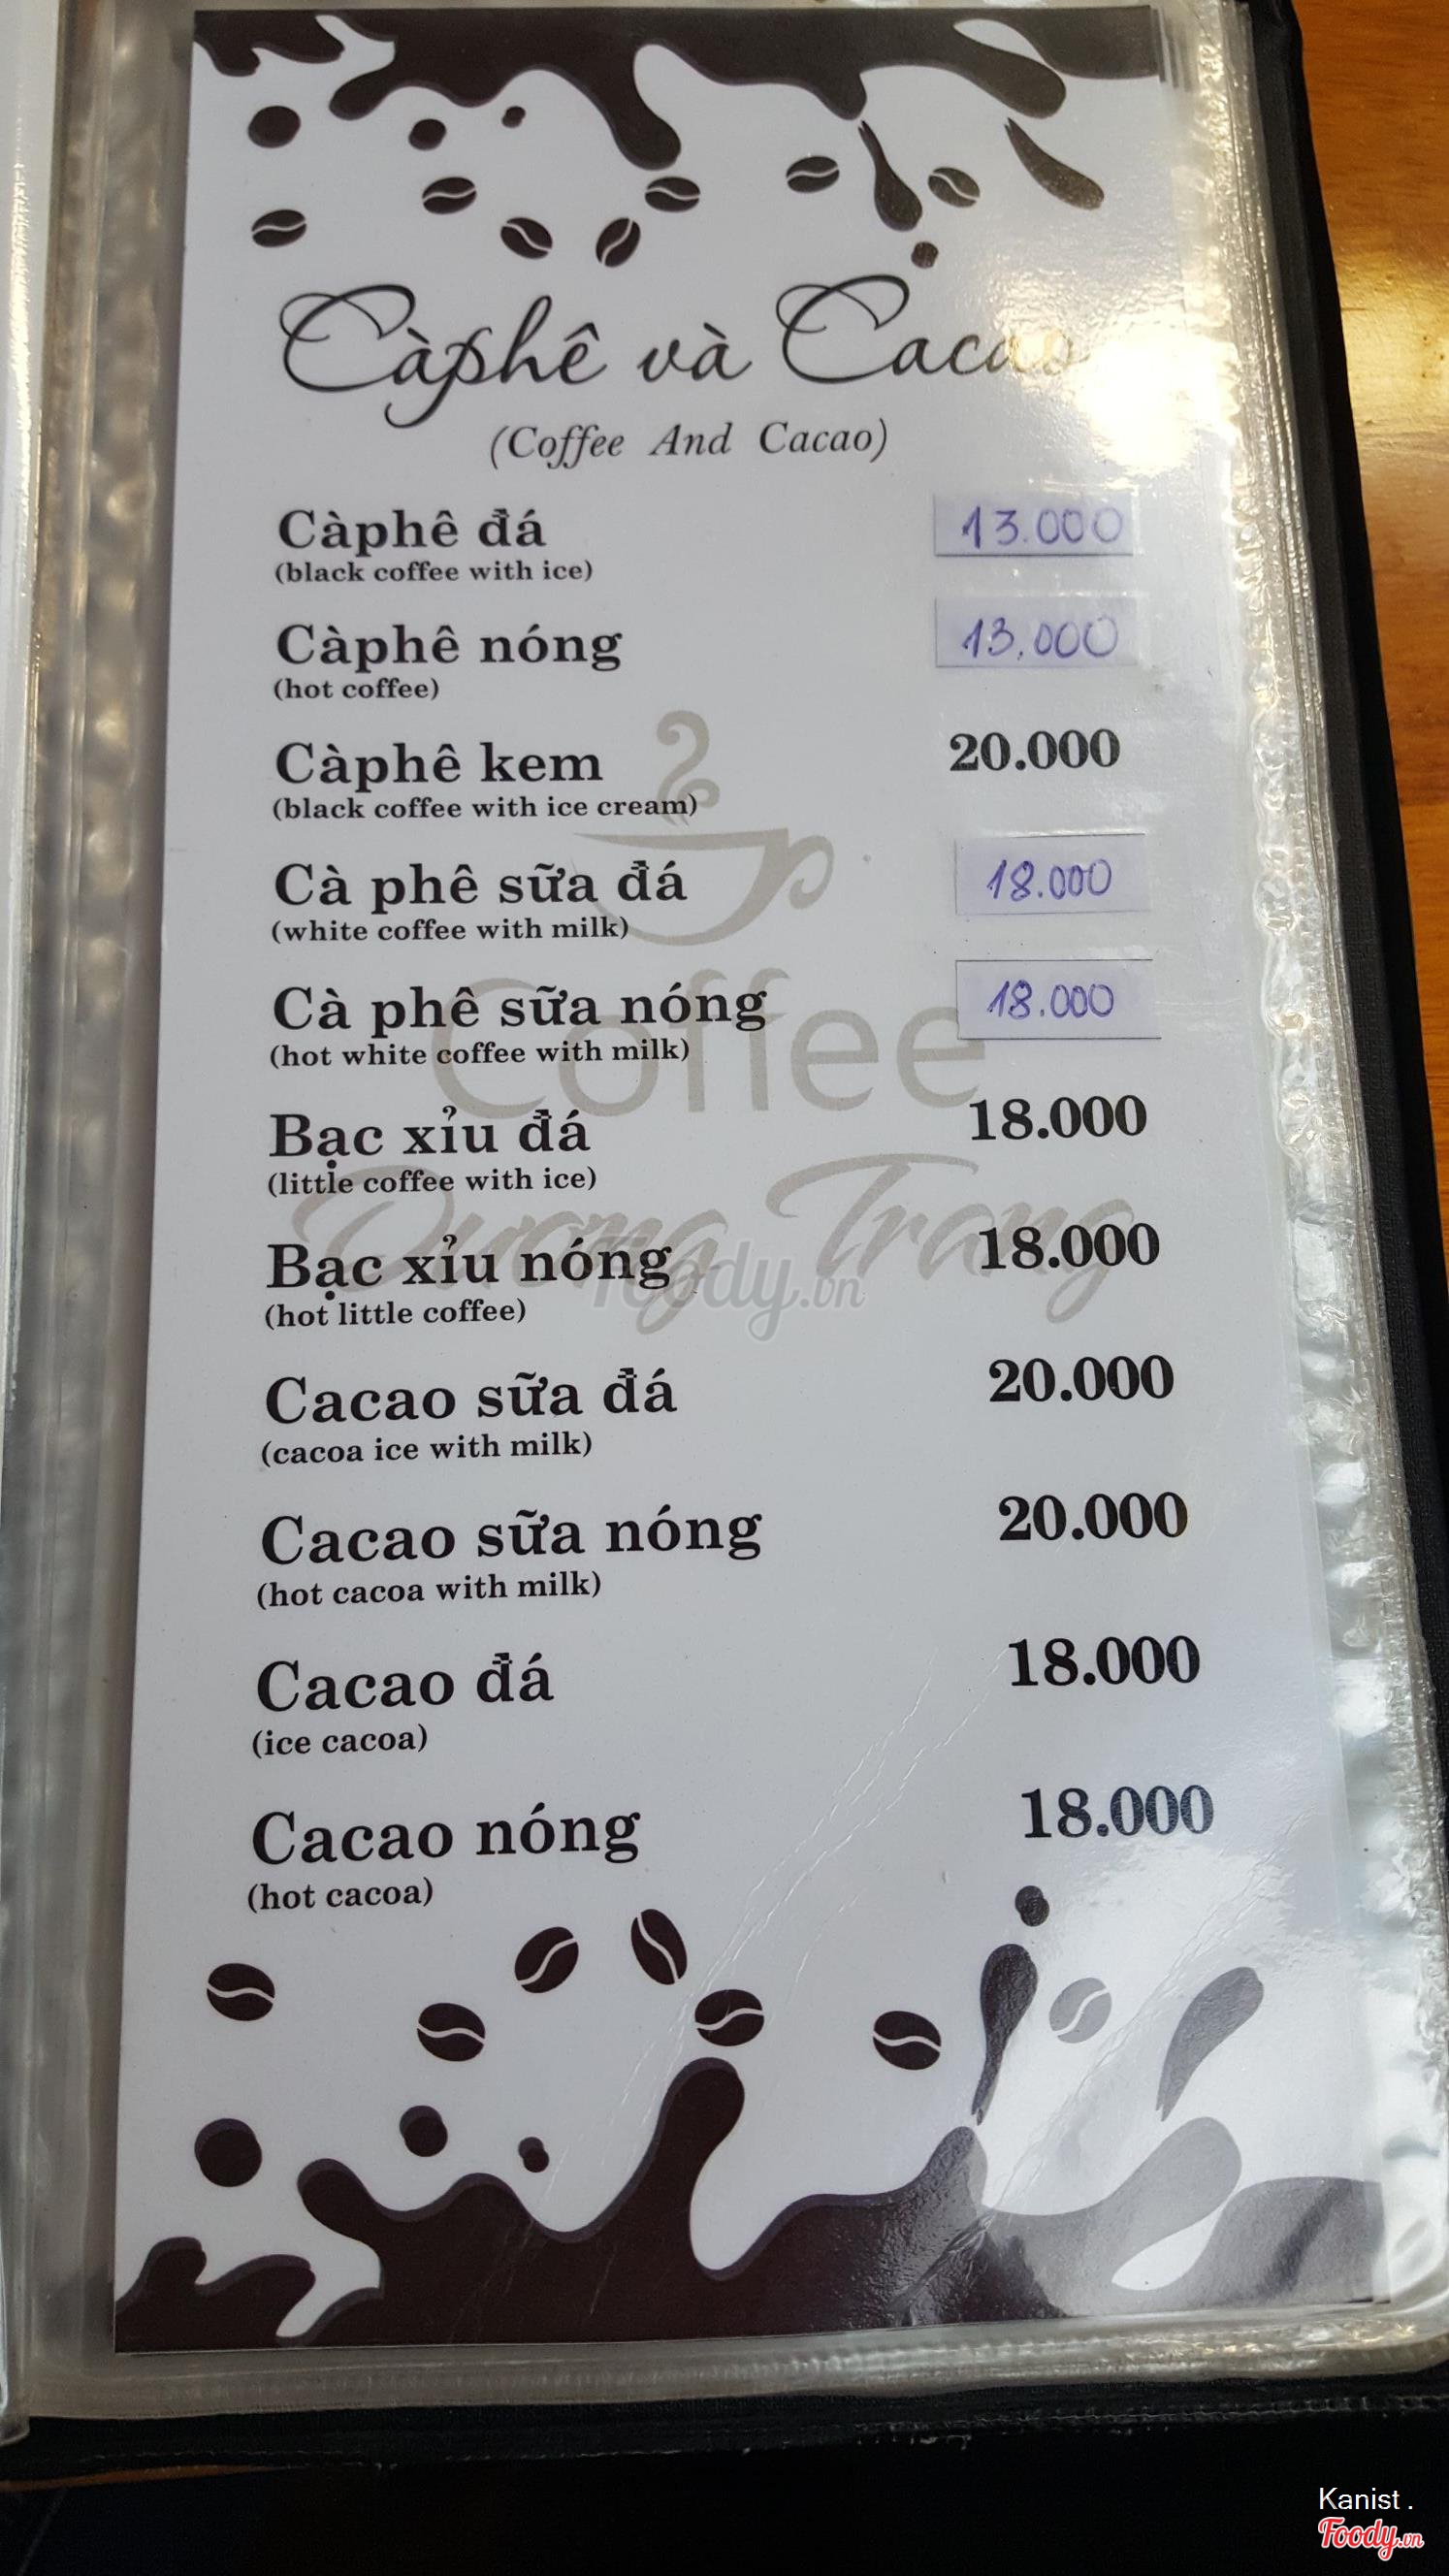 Càphê và Cacao
(Coffee And Cacao)
Càphê đá 13.000
(black coffee with ice)
Càphê nóng 13.000
(hot coffee)
Càphê kem 20.000
(black coffee with ice cream)
Cà phê sữa đá 18.000
(white coffee with milk)
Cà phê sữa nóng 18.000
(hot white coffee with milk)
Coffee
Bạc xỉu đá 18.000
(little coffee with ice)
Dương Trang
Bạc xỉu nóng 18.000
Foody.vn
(hot little coffee)
Cacao sữa đá 20.000
(cacoa ice with milk)
Cacao sữa nóng 20.000
(hot cacoa with milk)
Cacao đá 18.000
(ice cacoa)
Cacao nóng 18.000
(hot cacoa)
Kanist .
Foody.vn